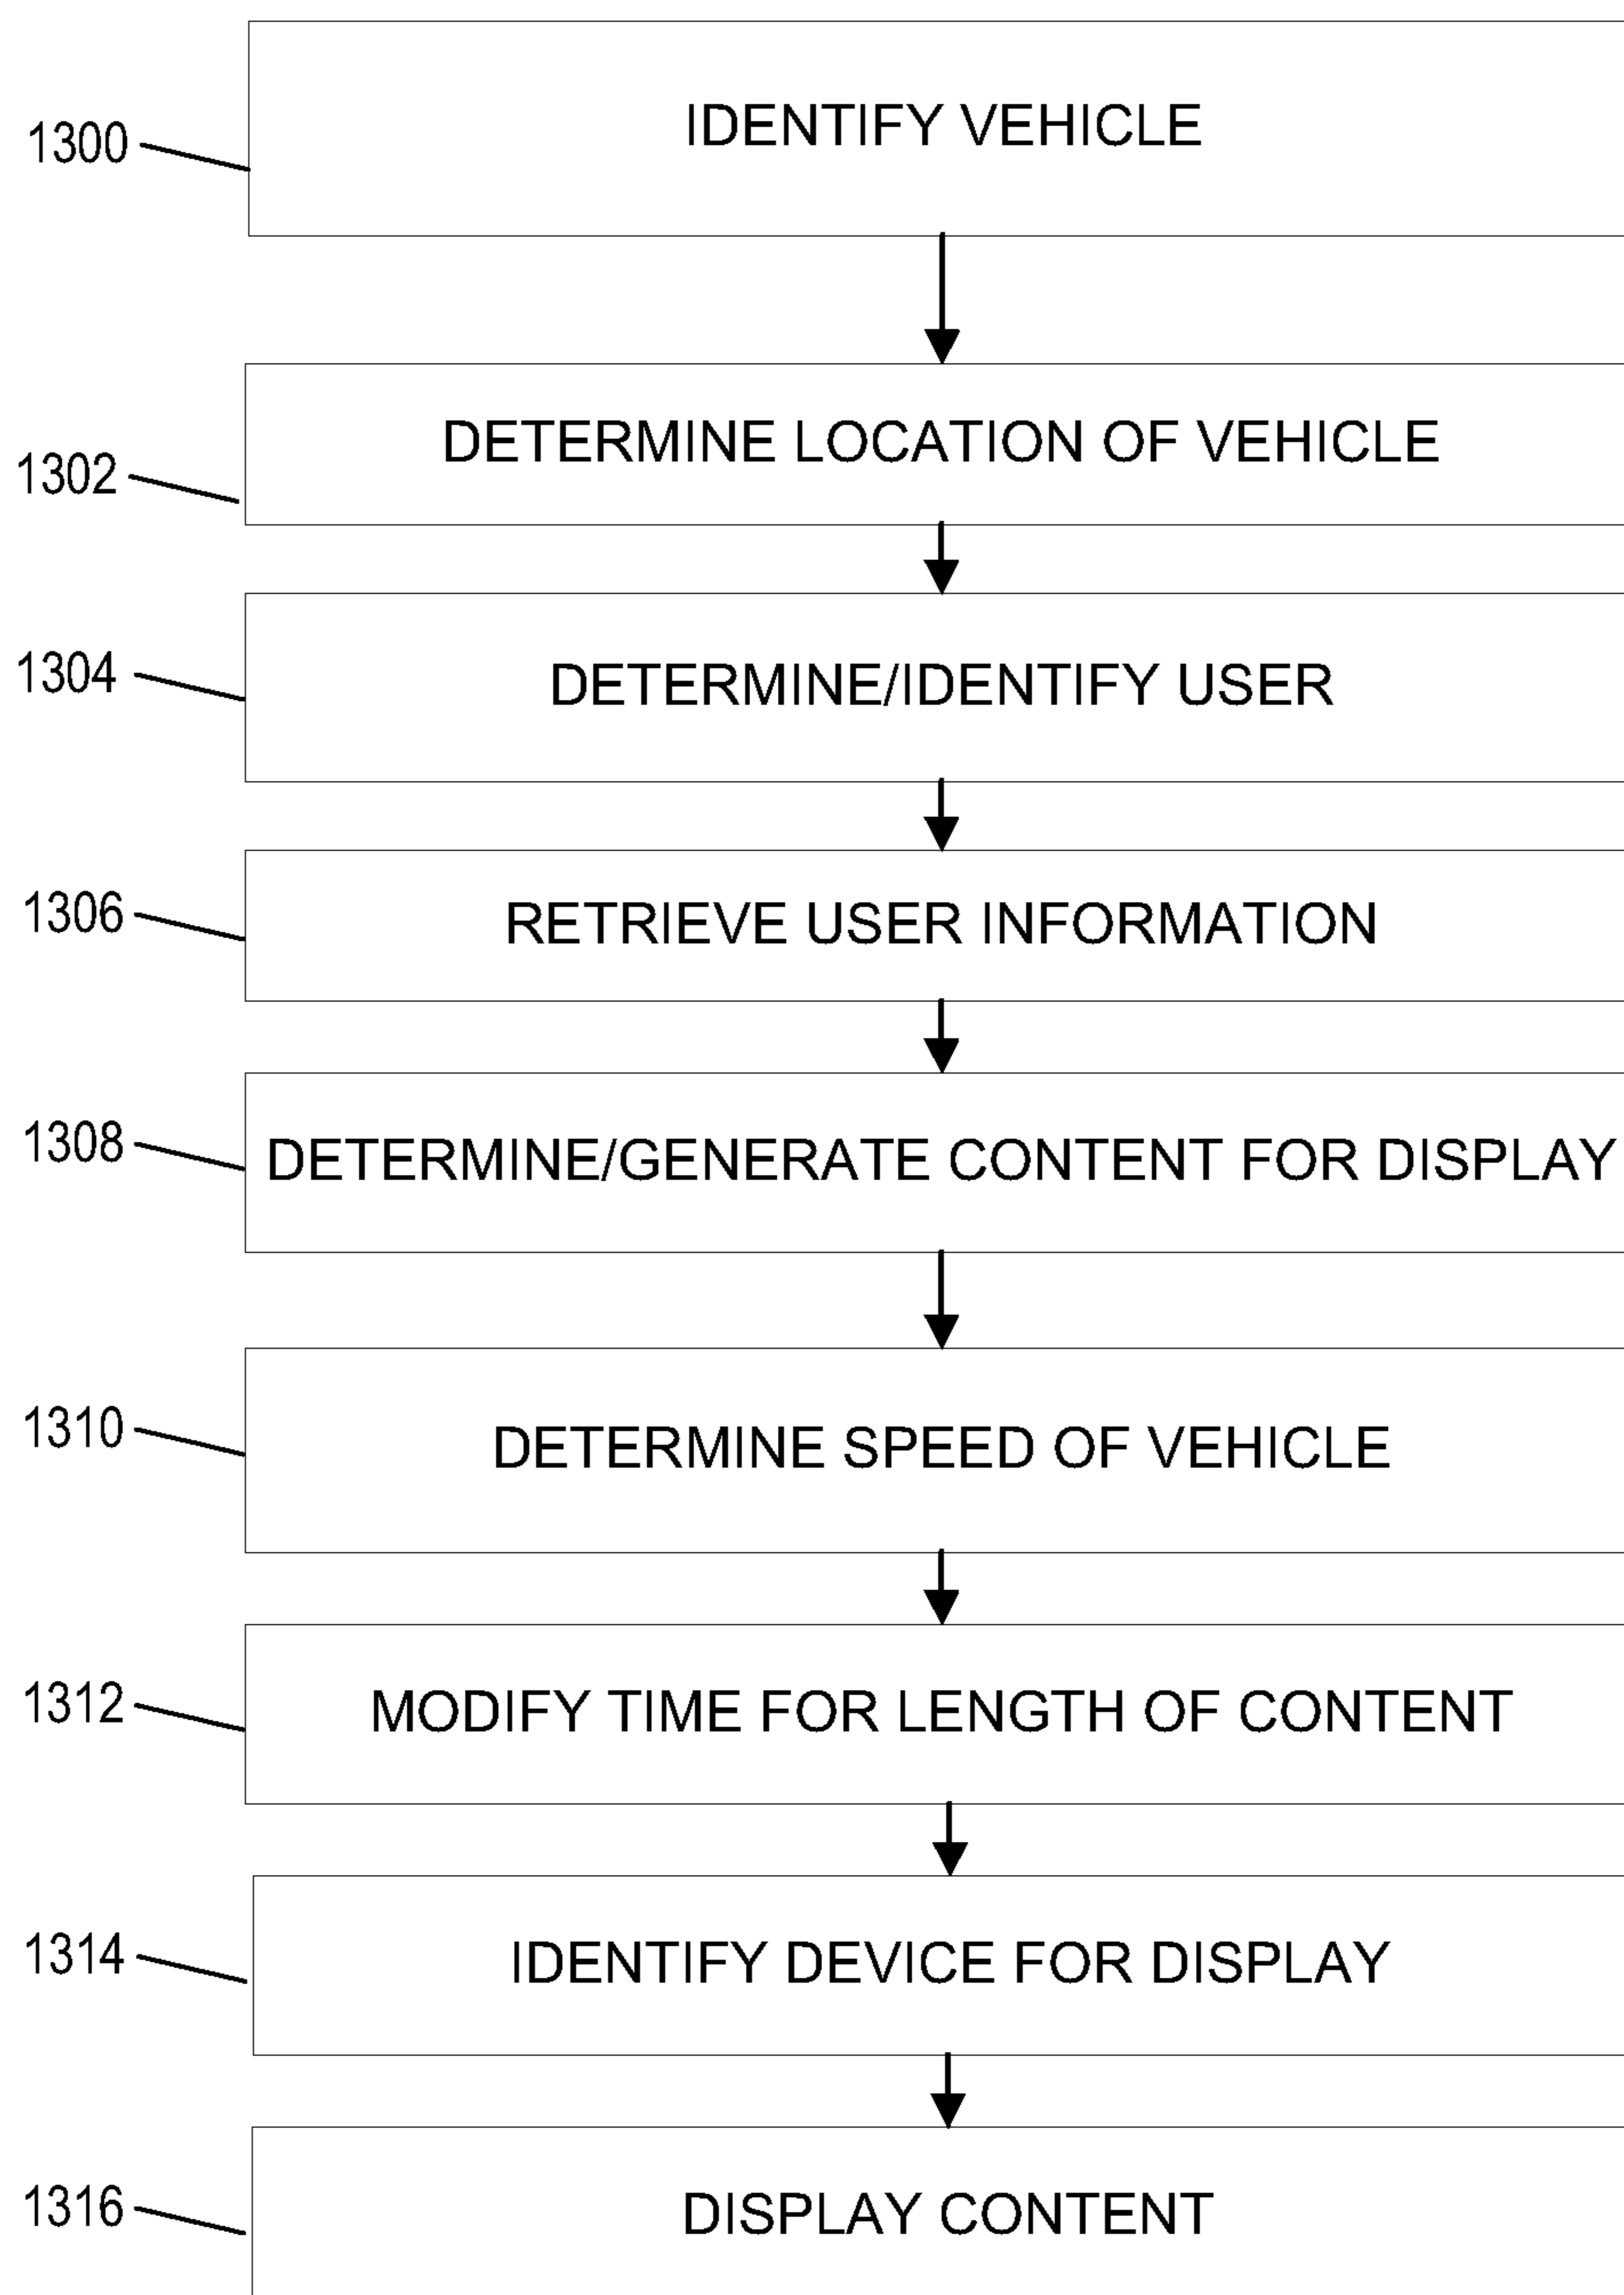 IDENTIFY VEHICLE
1300
DETERMINE LOCATION OF VEHICLE
1302
DETERMINE/IDENTIFY USER
1304
RETRIEVE USER INFORMATION
1306
DETERMINE/GENERATE CONTENT FOR DISPLAY
1308
DETERMINE SPEED OF VEHICLE
1310
MODIFY TIME FOR LENGTH OF CONTENT
1312
IDENTIFY DEVICE FOR DISPLAY
1314
DISPLAY CONTENT
1316